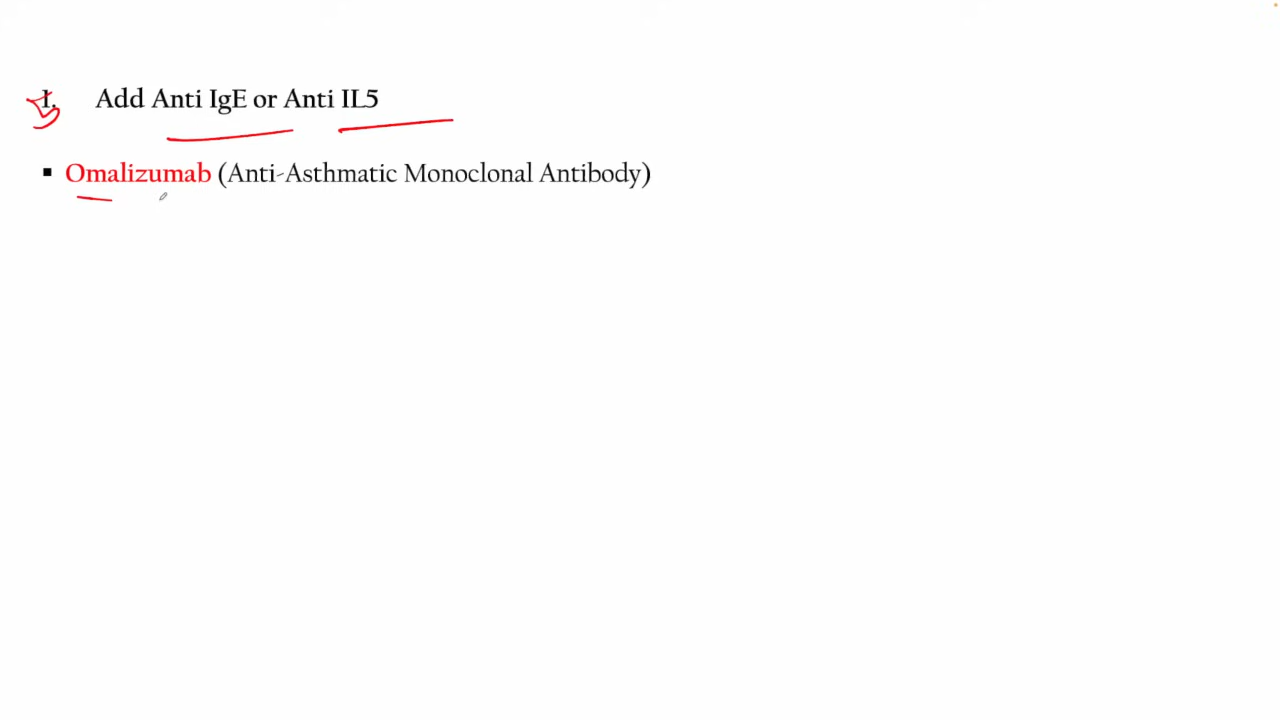 1. Add Anti IgE or Anti IL5
▪ Omalizumab (Anti-Asthmatic Monoclonal Antibody)